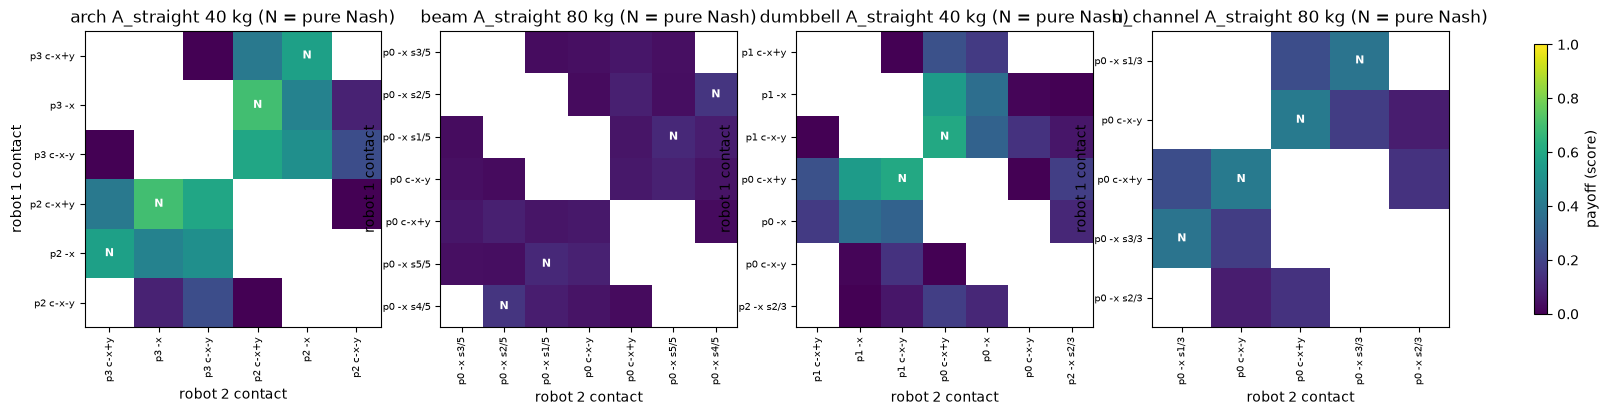 arch A_straight 40 kg (N = pure Nash)
robot 1 contact
p3 c-x+y
p3 -x
p3 c-x-y
p2 c-x+y
p2 -x
p2 c-x-y
N
N
N
N
p3 c-x+y
p3 -x
p3 c-x-y
p2 c-x+y
p2 -x
p2 c-x-y
robot 2 contact
beam A_straight 80 kg (N = pure Nash)
robot 1 contact
p0 -x s3/5
p0 -x s2/5
p0 -x s1/5
p0 c-x-y
p0 c-x+y
p0 -x s5/5
p0 -x s4/5
N
N
N
N
p0 -x s3/5
p0 -x s2/5
p0 -x s1/5
p0 c-x-y
p0 c-x+y
p0 -x s5/5
p0 -x s4/5
robot 2 contact
dumbbell A_straight 40 kg (N = pure Nash)
robot 1 contact
p1 c-x+y
p1 -x
p1 c-x-y
p0 c-x+y
p0 -x
p0 c-x-y
p2 -x s2/3
N
N
N
p1 c-x+y
p1 -x
p1 c-x-y
p0 c-x+y
p0 -x
p0 c-x-y
p2 -x s2/3
robot 2 contact
u_channel A_straight 80 kg (N = pure Nash)
robot 1 contact
p0 -x s1/3
p0 c-x-y
p0 c-x+y
p0 -x s3/3
p0 -x s2/3
N
N
N
N
p0 -x s1/3
p0 c-x-y
p0 c-x+y
p0 -x s3/3
p0 -x s2/3
robot 2 contact
1.0
0.8
0.6
0.4
0.2
0.0
payoff (score)